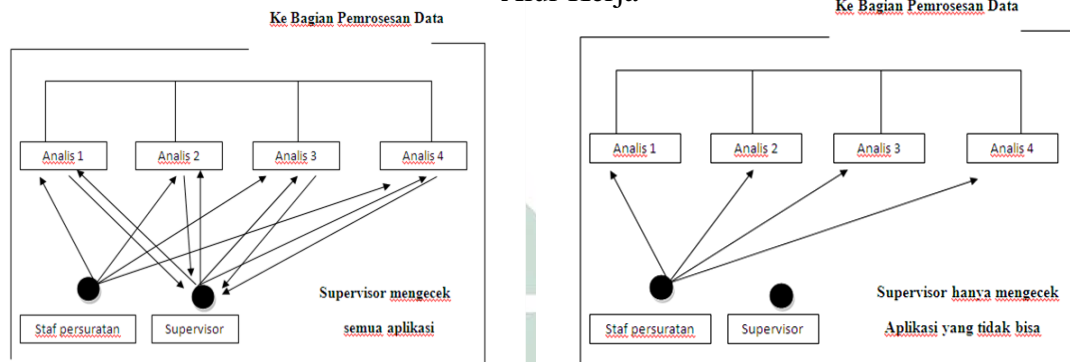 Alur Kerja
Ke Bagian Pemrosesan Data
Analis 1
Analis 2
Analis 3
Analis 4
Supervisor mengecek
semua aplikasi
Staf persuratan
Supervisor
Ke Bagian Pemrosesan Data
Analis 1
Analis 2
Analis 3
Analis 4
Supervisor hanya mengecek
Aplikasi yang tidak bisa
Staf persuratan
Supervisor